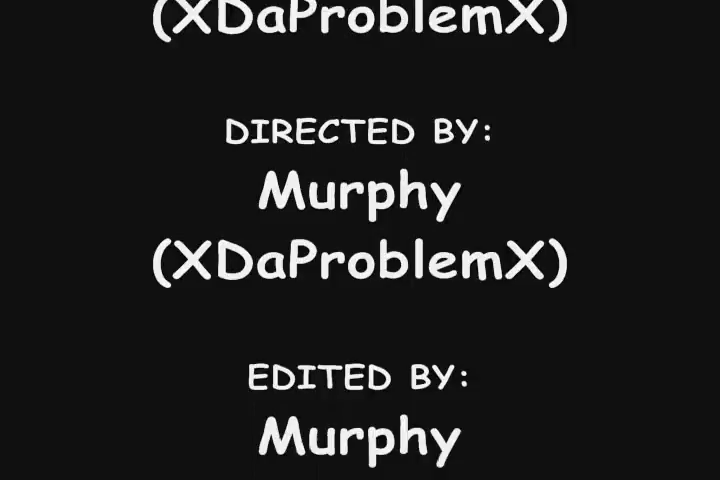 (XDaProblemX)
DIRECTED BY:
Murphy
(XDaProblemX)
EDITED BY:
Murphy